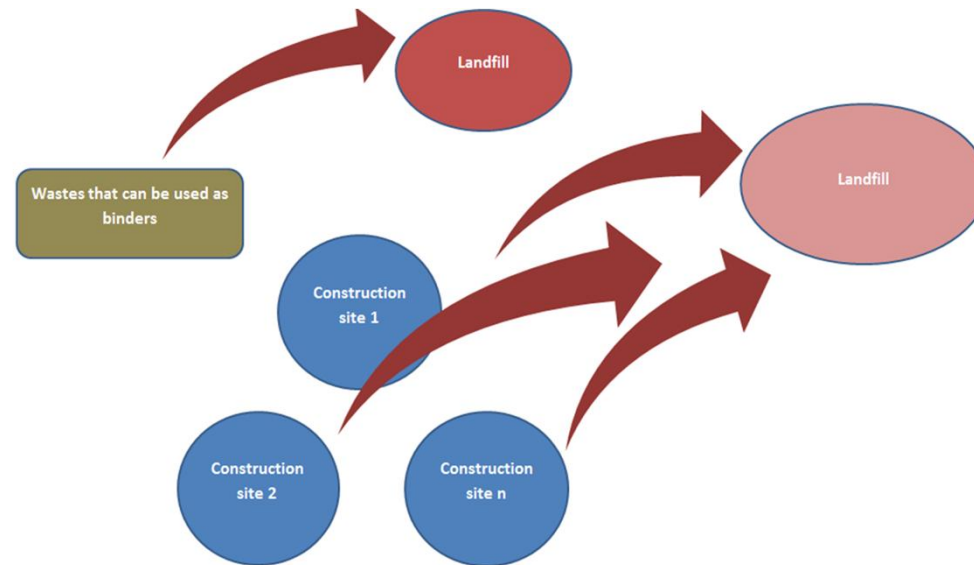 Landfill
Landfill
Wastes that can be used as
binders
Construction
site 1
Construction
site 2
Construction
site n